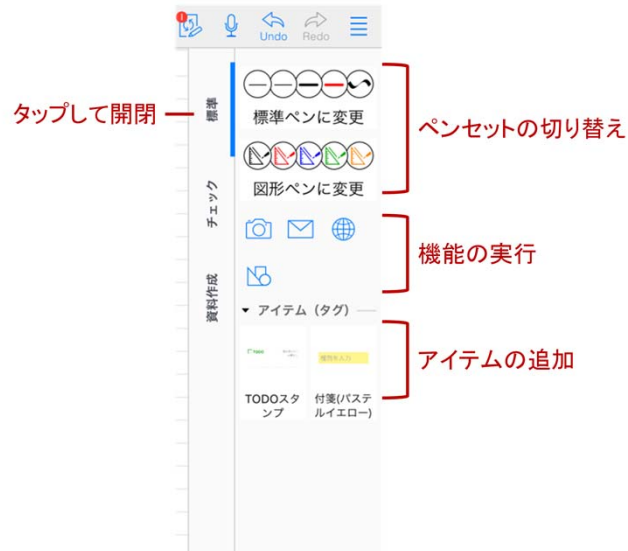 1
Undo
Redo
タップして開閉
標準
チェック
資料作成
標準ペンに変更
図形ペンに変更
ペンセットの切り替え
機能の実行
アイテム（タグ）
アイテムの追加
TODOスタ
ンプ
付箋(パステ
ルイエロー)